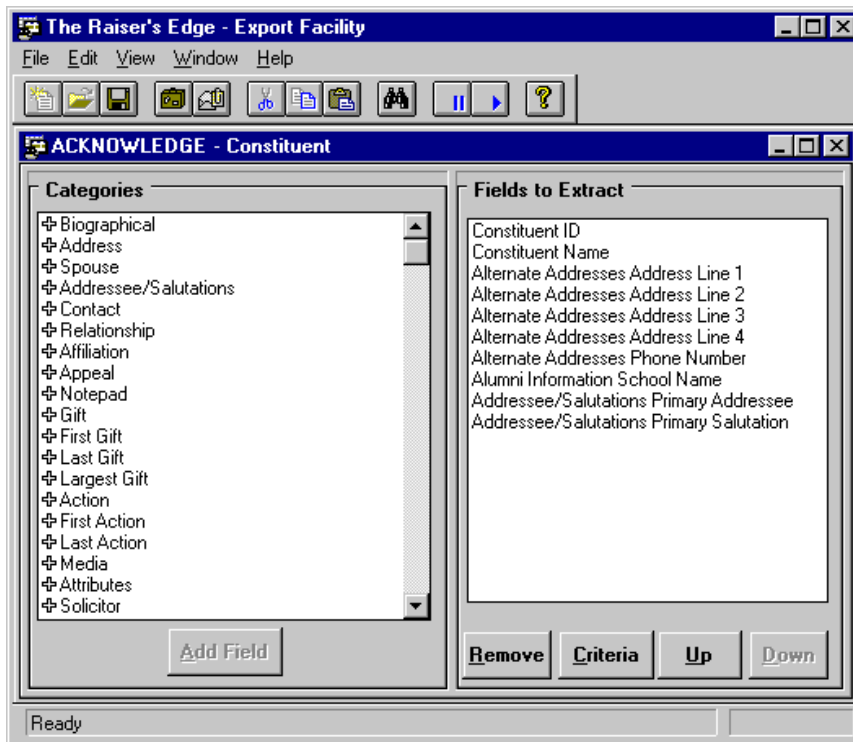 The Raiser's Edge - Export Facility
File Edit View Window Help
ACKNOWLEDGE - Constituent
Categories
Biographical
Address
Spouse
Addressee/Salutations
Contact
Relationship
Affiliation
Appeal
Notepad
Gift
First Gift
Last Gift
Largest Gift
Action
First Action
Last Action
Media
Attributes
Solicitor
Add Field
Fields to Extract
Constituent ID
Constituent Name
Alternate Addresses Address Line 1
Alternate Addresses Address Line 2
Alternate Addresses Address Line 3
Alternate Addresses Address Line 4
Alternate Addresses Phone Number
Alumni Information School Name
Addressee/Salutations Primary Addressee
Addressee/Salutations Primary Salutation
Remove Criteria Up Down
Ready